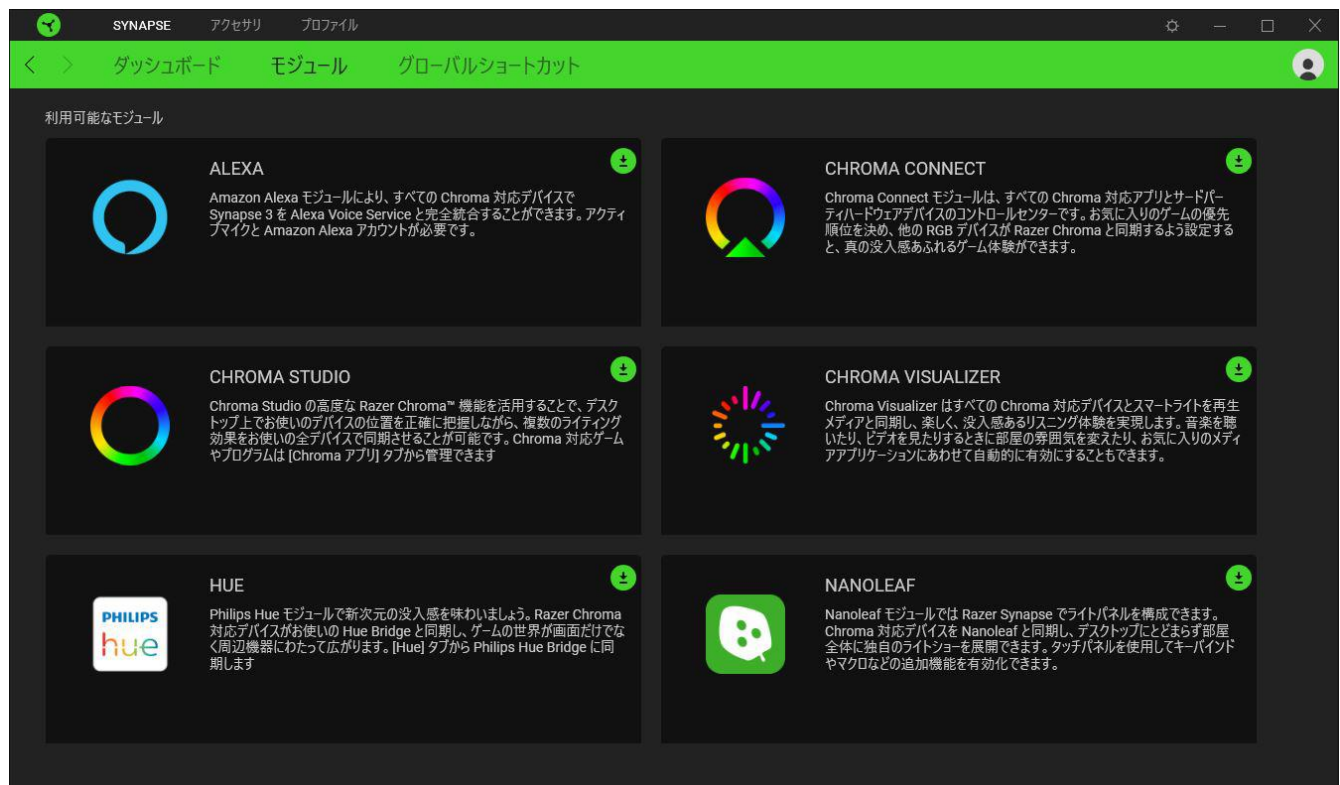 SYNAPSE アクセサリ プロファイル
ダッシュボード モジュール グローバルショートカット
利用可能なモジュール
ALEXA
Amazon Alexa モジュールにより、すべての Chroma 対応デバイスで
Synapse 3 を Alexa Voice Service と完全統合することができます。アクティ
ブマイクと Amazon Alexa アカウントが必要です。
CHROMA CONNECT
Chroma Connect モジュールは、すべての Chroma 対応アプリとサードパー
ティハードウェアデバイスのコントロールセンターです。お気に入りのゲームの優先
順位を決め、他の RGB デバイスが Razer Chroma と同期するよう設定する
と、真の没入感あふれるゲーム体験ができます。
CHROMA STUDIO
Chroma Studio の高度な Razer Chroma™ 機能を活用することで、デスク
トップ上でお使いのデバイスの位置を正確に把握しながら、複数のライティング
効果をお使いの全デバイスで同期させることが可能です。Chroma 対応ゲーム
やプログラムは [Chroma アプリ] タブから管理できます
CHROMA VISUALIZER
Chroma Visualizer はすべての Chroma 対応デバイスとスマートライトを再生
メディアと同期し、楽しく、没入感あるリスニング体験を実現します。音楽を聴
いたり、ビデオを見たりするときに部屋の雰囲気を変えたり、お気に入りのメディ
アアプリケーションにあわせて自動的に有効にすることもできます。
PHILIPS
hue
HUE
Philips Hue モジュールで新次元の没入感を味わいましょう。Razer Chroma
対応デバイスがお使いの Hue Bridge と同期し、ゲームの世界が画面だけでな
く周辺機器にわたって広がります。[Hue] タブから Philips Hue Bridge に同
期します
NANOLEAF
Nanoleaf モジュールでは Razer Synapse でライトパネルを構成できます。
Chroma 対応デバイスを Nanoleaf と同期し、デスクトップにとどまらず部屋
全体に独自のライトショーを展開できます。タッチパネルを使用してキーバインド
やマクロなどの追加機能を有効化できます。